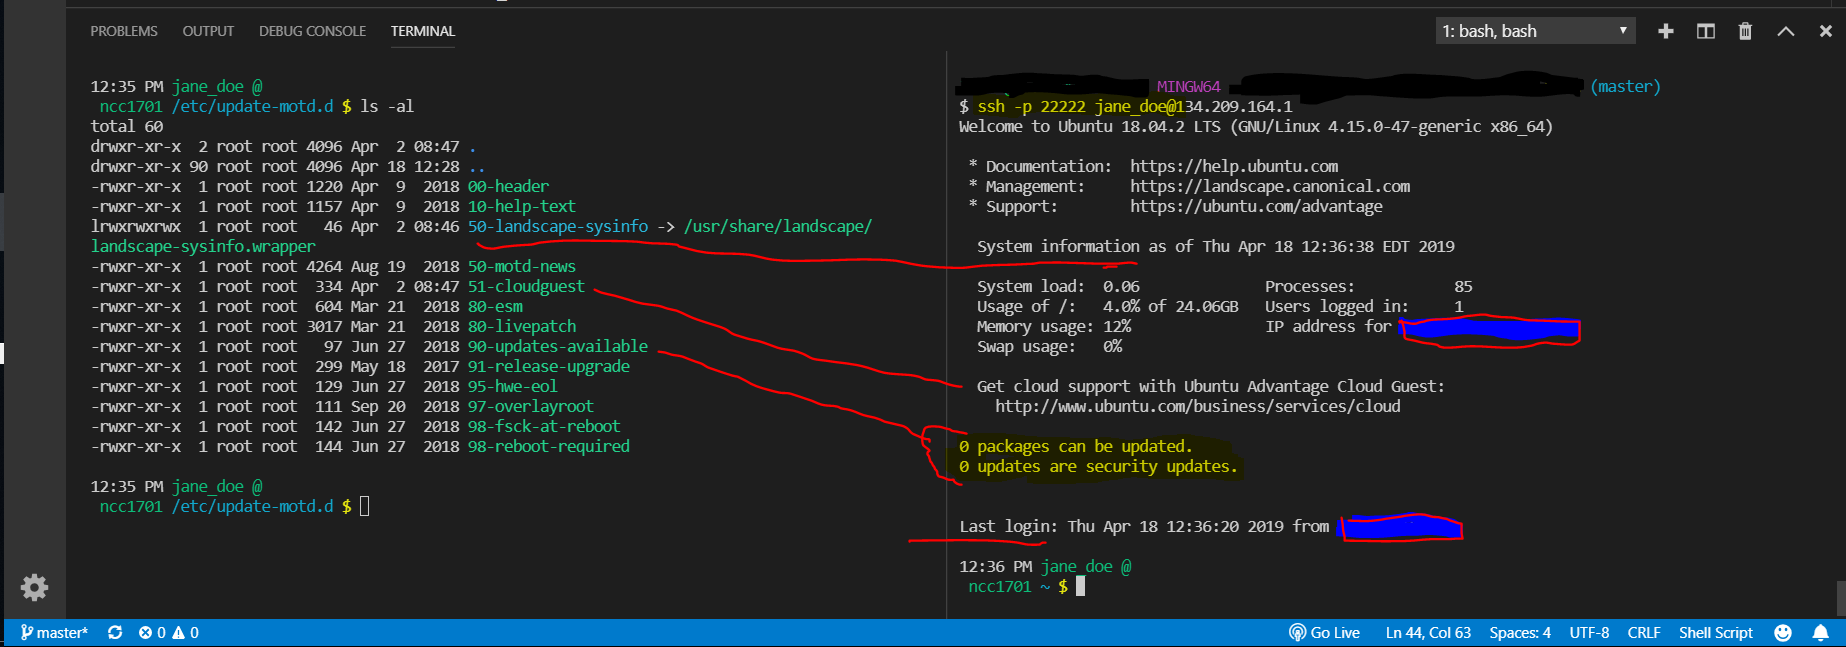 PROBLEMS OUTPUT DEBUG CONSOLE TERMINAL 1: bash, bash
12:35 PM jane_doe @
ncc1701 /etc/update-motd.d $ ls -al
total 60
drwxr-xr-x 2 root root 4096 Apr 2 08:47 .
drwxr-xr-x 90 root root 4096 Apr 18 12:28 ..
-rwxr-xr-x 1 root root 1220 Apr 9 2018 00-header
-rwxr-xr-x 1 root root 1157 Apr 9 2018 10-help-text
lrwxrwxrwx 1 root root 46 Apr 2 08:46 50-landscape-sysinfo -> /usr/share/landscape/
landscape-sysinfo.wrapper
-rwxr-xr-x 1 root root 4264 Aug 19 2018 50-motd-news
-rwxr-xr-x 1 root root 334 Apr 2 08:47 51-cloudguest
-rwxr-xr-x 1 root root 604 Mar 21 2018 80-esm
-rwxr-xr-x 1 root root 3017 Mar 21 2018 80-livepatch
-rwxr-xr-x 1 root root 97 Jun 27 2018 90-updates-available
-rwxr-xr-x 1 root root 299 May 18 2017 91-release-upgrade
-rwxr-xr-x 1 root root 129 Jun 27 2018 95-hwe-eol
-rwxr-xr-x 1 root root 111 Sep 20 2018 97-overlayroot
-rwxr-xr-x 1 root root 142 Jun 27 2018 98-fsck-at-reboot
-rwxr-xr-x 1 root root 144 Jun 27 2018 98-reboot-required
12:35 PM jane_doe @
ncc1701 /etc/update-motd.d $
MINGW64 (master)
$ ssh -p 22222 jane_doe@134.209.164.1
Welcome to Ubuntu 18.04.2 LTS (GNU/Linux 4.15.0-47-generic x86_64)
* Documentation: https://help.ubuntu.com
* Management: https://landscape.canonical.com
* Support: https://ubuntu.com/advantage
System information as of Thu Apr 18 12:36:38 EDT 2019
System load: 0.06 Processes: 85
Usage of /: 4.0% of 24.06GB Users logged in: 1
Memory usage: 12% IP address for
Swap usage: 0%
Get cloud support with Ubuntu Advantage Cloud Guest:
http://www.ubuntu.com/business/services/cloud
0 packages can be updated.
0 updates are security updates.
Last login: Thu Apr 18 12:36:20 2019 from
12:36 PM jane_doe @
ncc1701 ~ $
master* 0 0 Go Live Ln 44, Col 63 Spaces: 4 UTF-8 CRLF Shell Script